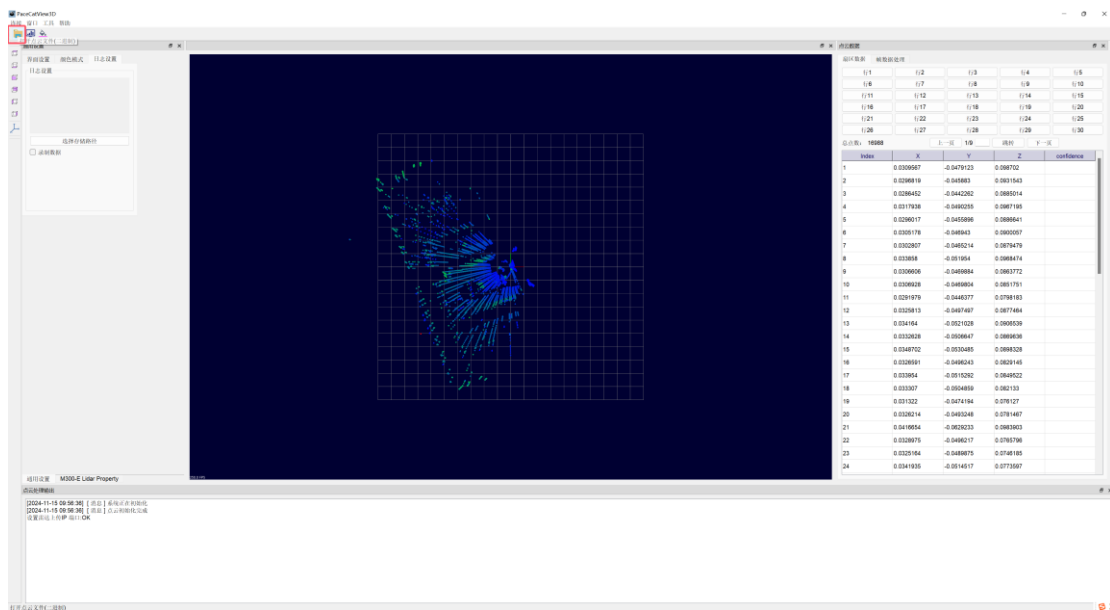 PaceCatView3D
功能 窗口 工具 帮助
打开点云文件(二进制)
通用设置
界面设置 颜色模式 日志设置
日志设置
选择存储路径
录制数据
通用设置 M300-E Lidar Property
点云数据
扇区数据 帧数据处理
行1 行2 行3 行4 行5
行6 行7 行8 行9 行10
行11 行12 行13 行14 行15
行16 行17 行18 行19 行20
行21 行22 行23 行24 行25
行26 行27 行28 行29 行30
总点数: 16988 上一页 1/9 跳转 下一页
Index X Y Z confidence
1 0.0309567 -0.0479123 0.098702
2 0.0296819 -0.045883 0.0931543
3 0.0286452 -0.0442262 0.0885014
4 0.0317936 -0.0490255 0.0967195
5 0.0296017 -0.0455896 0.0886641
6 0.0305178 -0.046943 0.0900057
7 0.0302807 -0.0465214 0.0879479
8 0.033858 -0.051954 0.0968474
9 0.0306606 -0.0469884 0.0863772
10 0.0306928 -0.0469804 0.0851751
11 0.0291979 -0.0446377 0.0798183
12 0.0325813 -0.0497497 0.0877464
13 0.034164 -0.0521028 0.0906539
14 0.0332628 -0.0506647 0.0869636
15 0.0348702 -0.0530485 0.0898328
16 0.0326591 -0.0496243 0.0829145
17 0.033954 -0.0515292 0.0849522
18 0.033307 -0.0504859 0.082133
19 0.031322 -0.0474194 0.076127
20 0.0326214 -0.0493246 0.0781467
21 0.0416654 -0.0629233 0.0983903
22 0.0328975 -0.0496217 0.0765796
23 0.0325164 -0.0489875 0.0746185
24 0.0341935 -0.0514517 0.0773597
点云处理输出
[2024-11-15 09:56:36] [ 消息 ] 系统正在初始化
[2024-11-15 09:56:36] [ 消息 ] 点云初始化完成
设置雷达上传IP 端口:OK
打开点云文件(二进制)